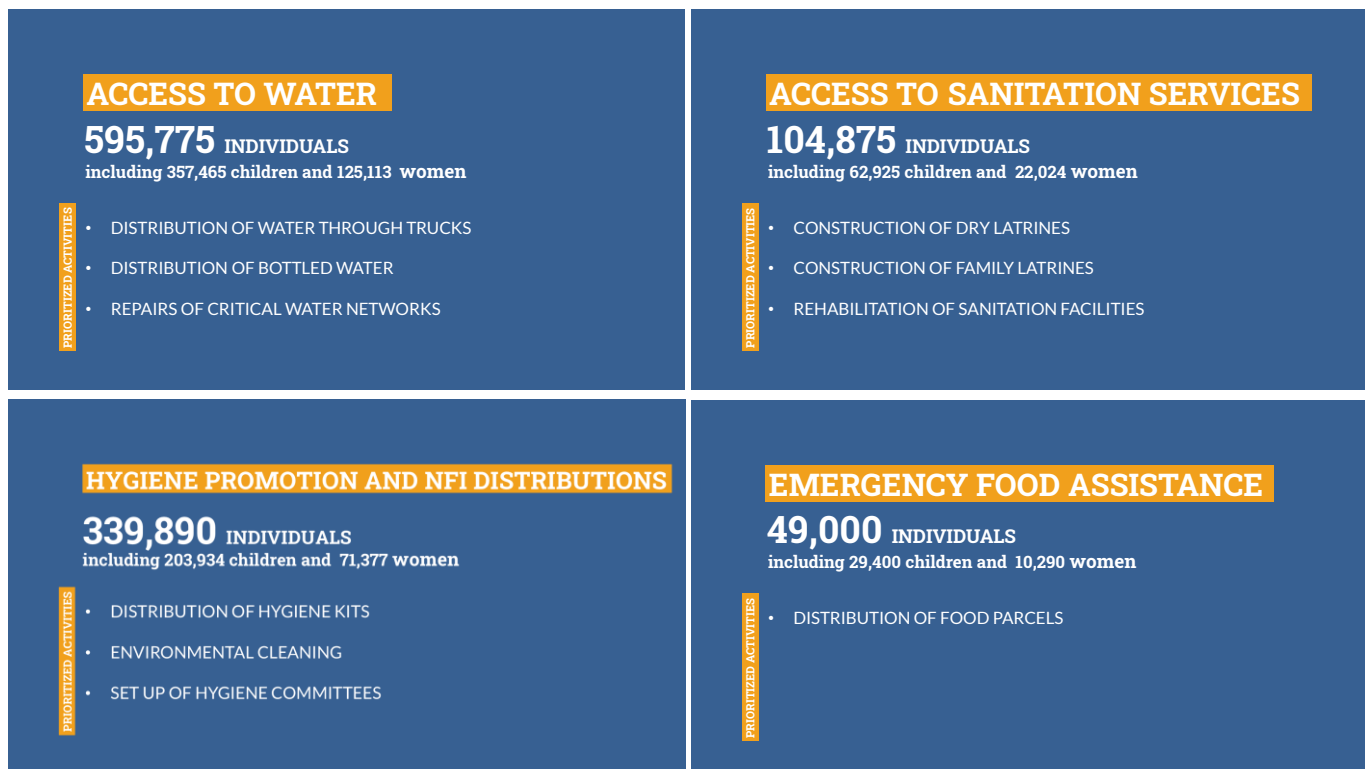 ACCESS TO WATER
595,775 INDIVIDUALS
including 357,465 children and 125,113 women
PRIORITIZED ACTIVITIES
• DISTRIBUTION OF WATER THROUGH TRUCKS
• DISTRIBUTION OF BOTTLED WATER
• REPAIRS OF CRITICAL WATER NETWORKS
ACCESS TO SANITATION SERVICES
104,875 INDIVIDUALS
including 62,925 children and 22,024 women
PRIORITIZED ACTIVITIES
• CONSTRUCTION OF DRY LATRINES
• CONSTRUCTION OF FAMILY LATRINES
• REHABILITATION OF SANITATION FACILITIES
HYGIENE PROMOTION AND NFI DISTRIBUTIONS
339,890 INDIVIDUALS
including 203,934 children and 71,377 women
PRIORITIZED ACTIVITIES
• DISTRIBUTION OF HYGIENE KITS
• ENVIRONMENTAL CLEANING
• SET UP OF HYGIENE COMMITTEES
EMERGENCY FOOD ASSISTANCE
49,000 INDIVIDUALS
including 29,400 children and 10,290 women
PRIORITIZED ACTIVITIES
• DISTRIBUTION OF FOOD PARCELS